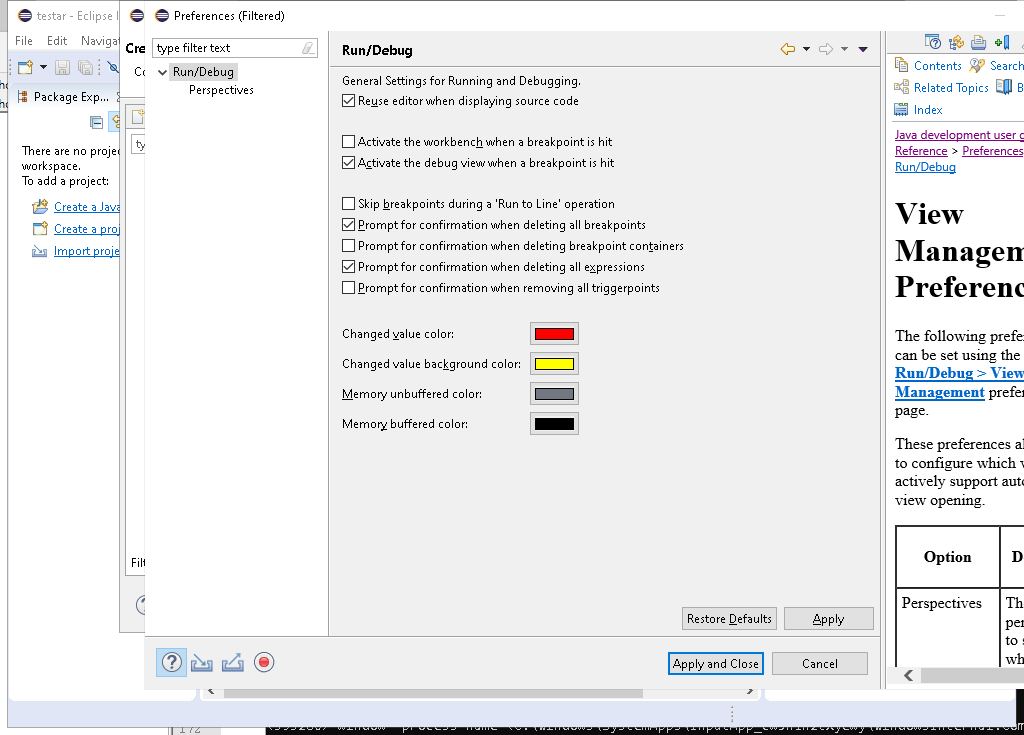 testar - Eclipse I
Preferences (Filtered)
File Edit Navigat
Package Exp...
There are no proje
workspace.
To add a project:
Create a Java
Create a proj
Import proje
Cre
type filter text
Run/Debug
Perspectives
Run/Debug
General Settings for Running and Debugging.
Reuse editor when displaying source code
Activate the workbench when a breakpoint is hit
Activate the debug view when a breakpoint is hit
Skip breakpoints during a 'Run to Line' operation
Prompt for confirmation when deleting all breakpoints
Prompt for confirmation when deleting breakpoint containers
Prompt for confirmation when deleting all expressions
Prompt for confirmation when removing all triggerpoints
Changed value color:
Changed value background color:
Memory unbuffered color:
Memory buffered color:
Restore Defaults Apply
Apply and Close Cancel
Filt
Contents Search
Related Topics B
Index
Java development user g
Reference > Preferences
Run/Debug
View
Managem
Preferenc
The following prefer
can be set using the
Run/Debug > View
Management prefer
page.
These preferences al
to configure which v
actively support auto
view opening.
Option D
Perspectives Th
per
to s
wh
172